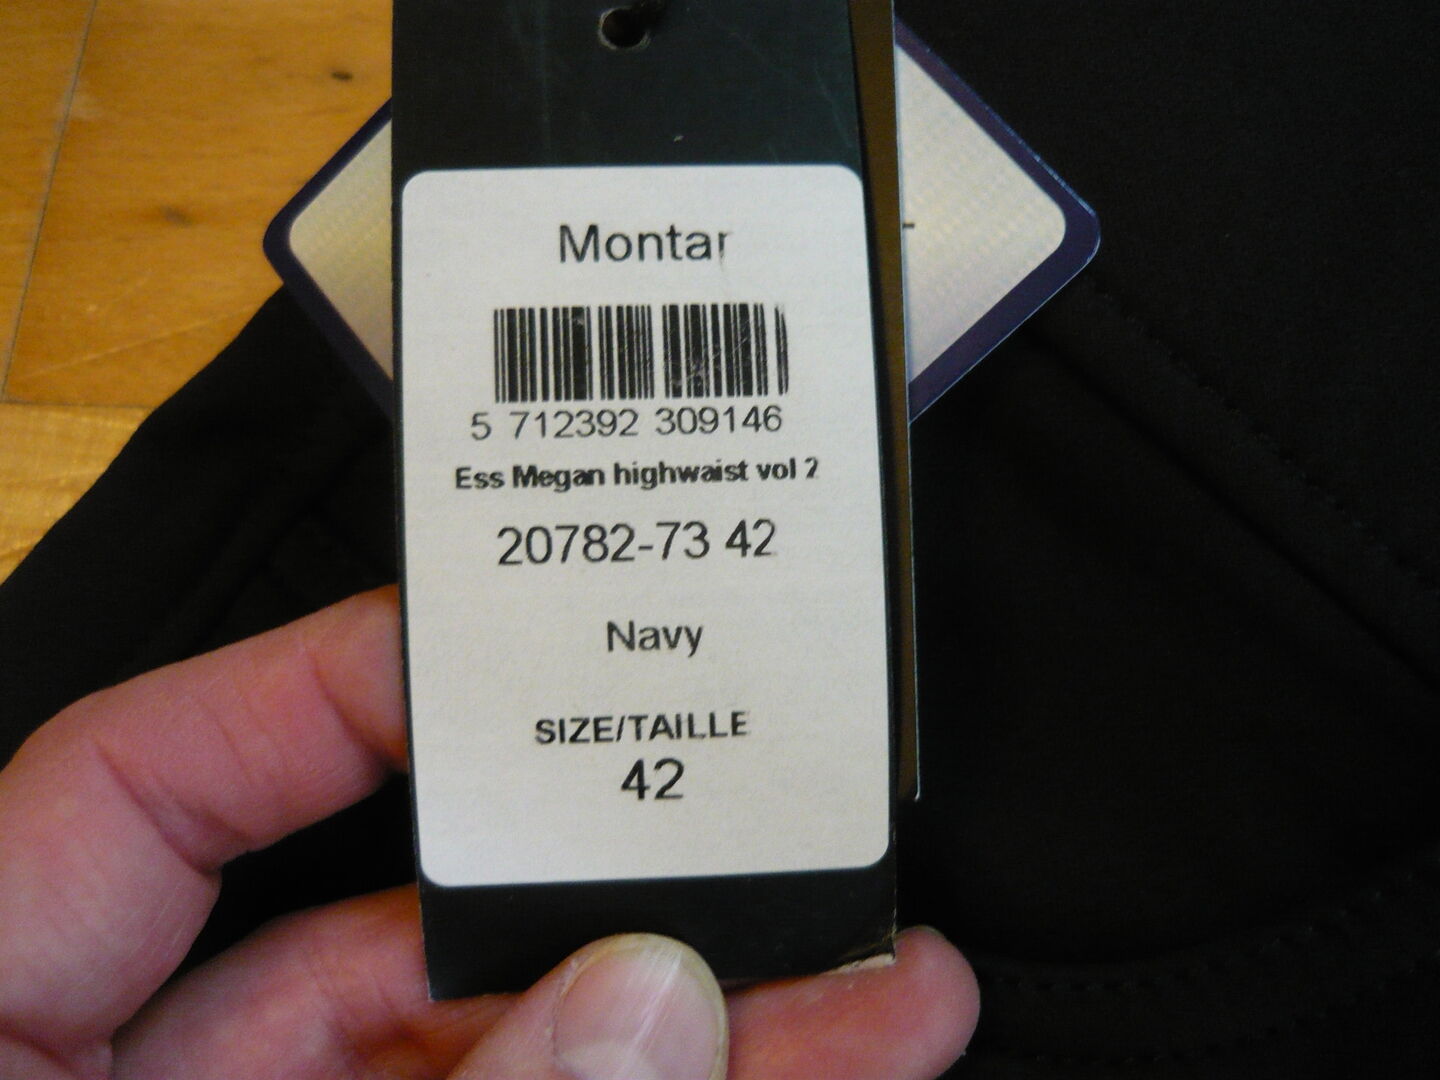 Montar
5 712392 309146
Ess Megan highwaist vol 2
20782-73 42
Navy
SIZE/TAILLE
42